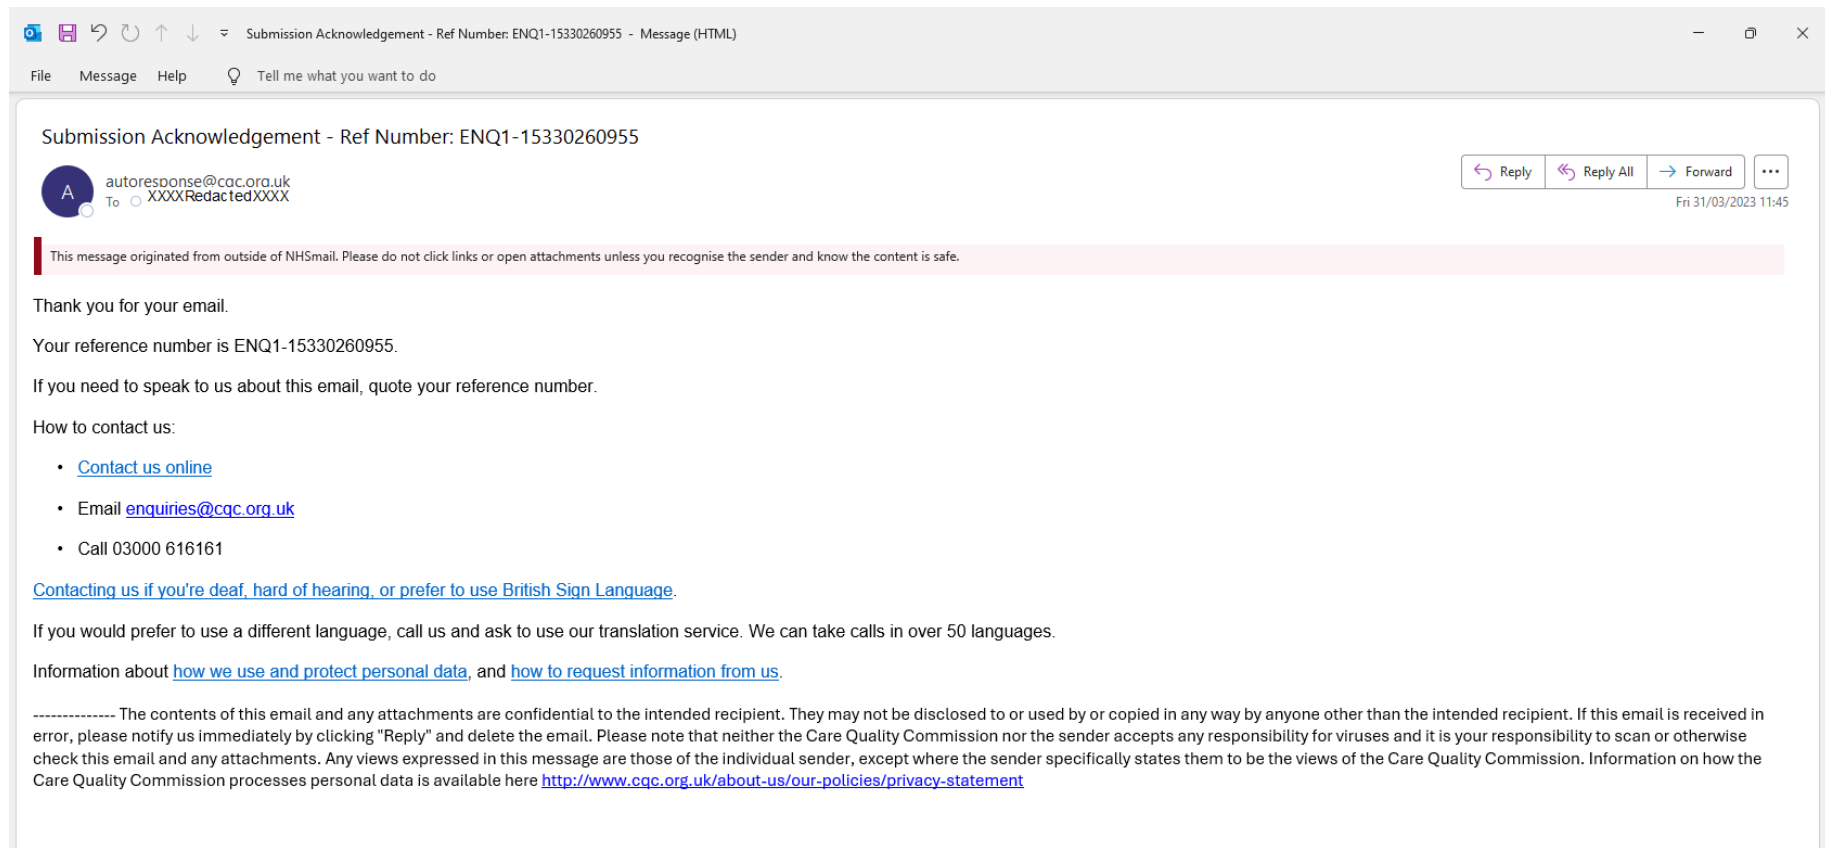 Submission Acknowledgement - Ref Number: ENQ1-15330260955 - Message (HTML)
File Message Help Tell me what you want to do
Submission Acknowledgement - Ref Number: ENQ1-15330260955
A
autoresponse@cqc.org.uk
To XXXXRedactedXXXX
Reply Reply All Forward
Fri 31/03/2023 11:45
This message originated from outside of NHSmail. Please do not click links or open attachments unless you recognise the sender and know the content is safe.
Thank you for your email.
Your reference number is ENQ1-15330260955.
If you need to speak to us about this email, quote your reference number.
How to contact us:
• Contact us online
• Email enquiries@cqc.org.uk
• Call 03000 616161
Contacting us if you're deaf, hard of hearing, or prefer to use British Sign Language.
If you would prefer to use a different language, call us and ask to use our translation service. We can take calls in over 50 languages.
Information about how we use and protect personal data, and how to request information from us.
-------------- The contents of this email and any attachments are confidential to the intended recipient. They may not be disclosed to or used by or copied in any way by anyone other than the intended recipient. If this email is received in
error, please notify us immediately by clicking "Reply" and delete the email. Please note that neither the Care Quality Commission nor the sender accepts any responsibility for viruses and it is your responsibility to scan or otherwise
check this email and any attachments. Any views expressed in this message are those of the individual sender, except where the sender specifically states them to be the views of the Care Quality Commission. Information on how the
Care Quality Commission processes personal data is available here http://www.cqc.org.uk/about-us/our-policies/privacy-statement